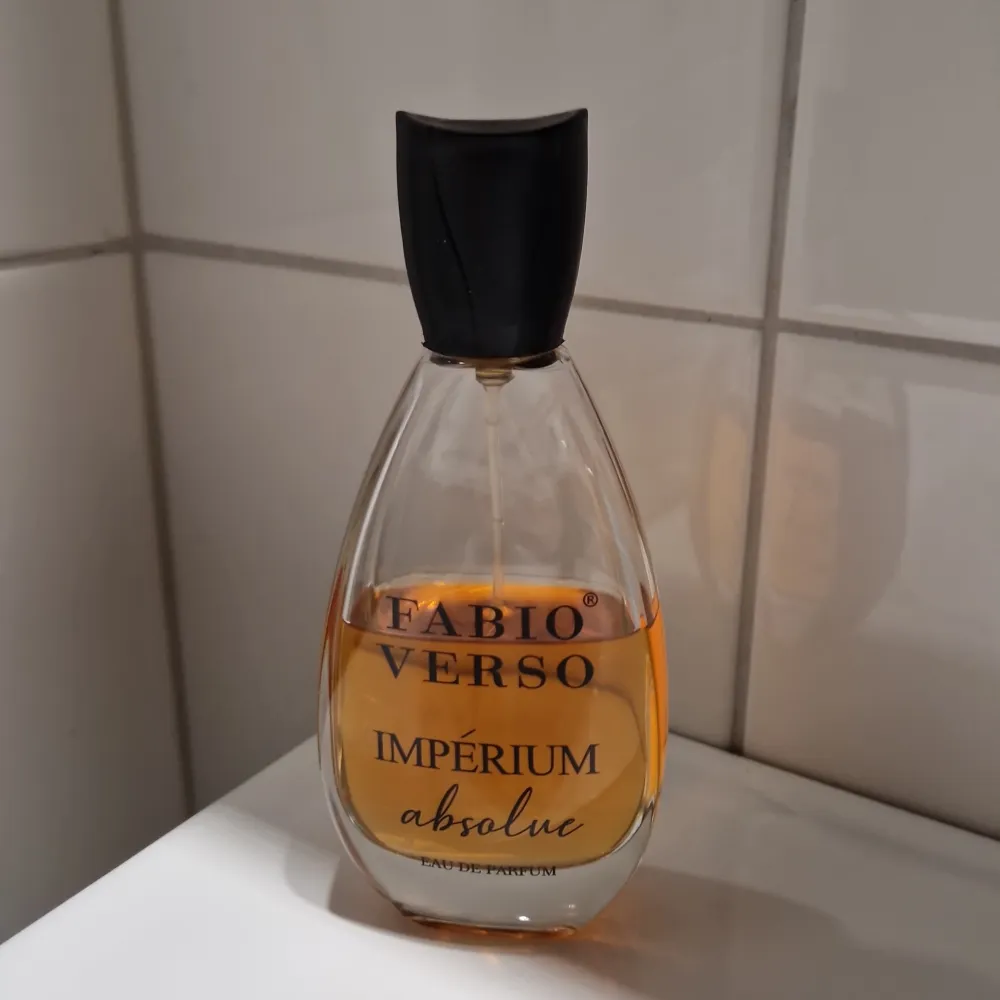 FABIO®
VERSO
IMPÉRIUM
absolue
EAU DE PARFUM